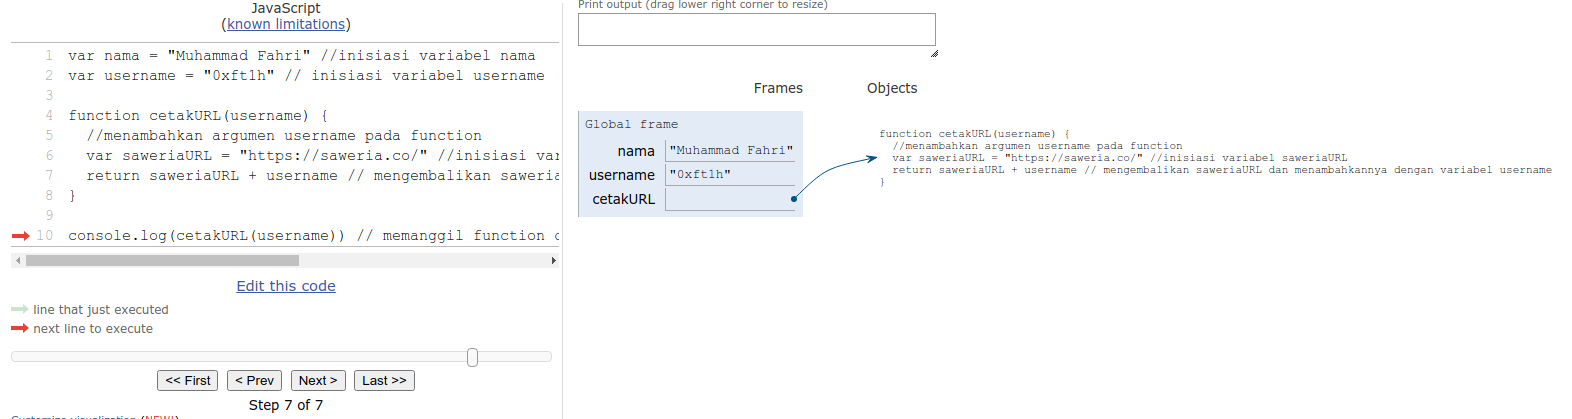 JavaScript
(known limitations)
1 var nama = "Muhammad Fahri" //inisiasi variabel nama
2 var username = "0xft1h" // inisiasi variabel username
3
4 function cetakURL(username) {
5 //menambahkan argumen username pada function
6 var saweriaURL = "https://saweria.co/" //inisiasi var
7 return saweriaURL + username // mengembalikan saweria
8 }
9
10 console.log(cetakURL(username)) // memanggil function c
Edit this code
line that just executed
next line to execute
<< First
< Prev
Next >
Last >>
Step 7 of 7
Customize visualization (NEW!)
Print output (drag lower right corner to resize)
Frames
Objects
Global frame
nama "Muhammad Fahri"
username "0xft1h"
cetakURL
function cetakURL(username) {
//menambahkan argumen username pada function
var saweriaURL = "https://saweria.co/" //inisiasi variabel saweriaURL
return saweriaURL + username // mengembalikan saweriaURL dan menambahkannya dengan variabel username
}